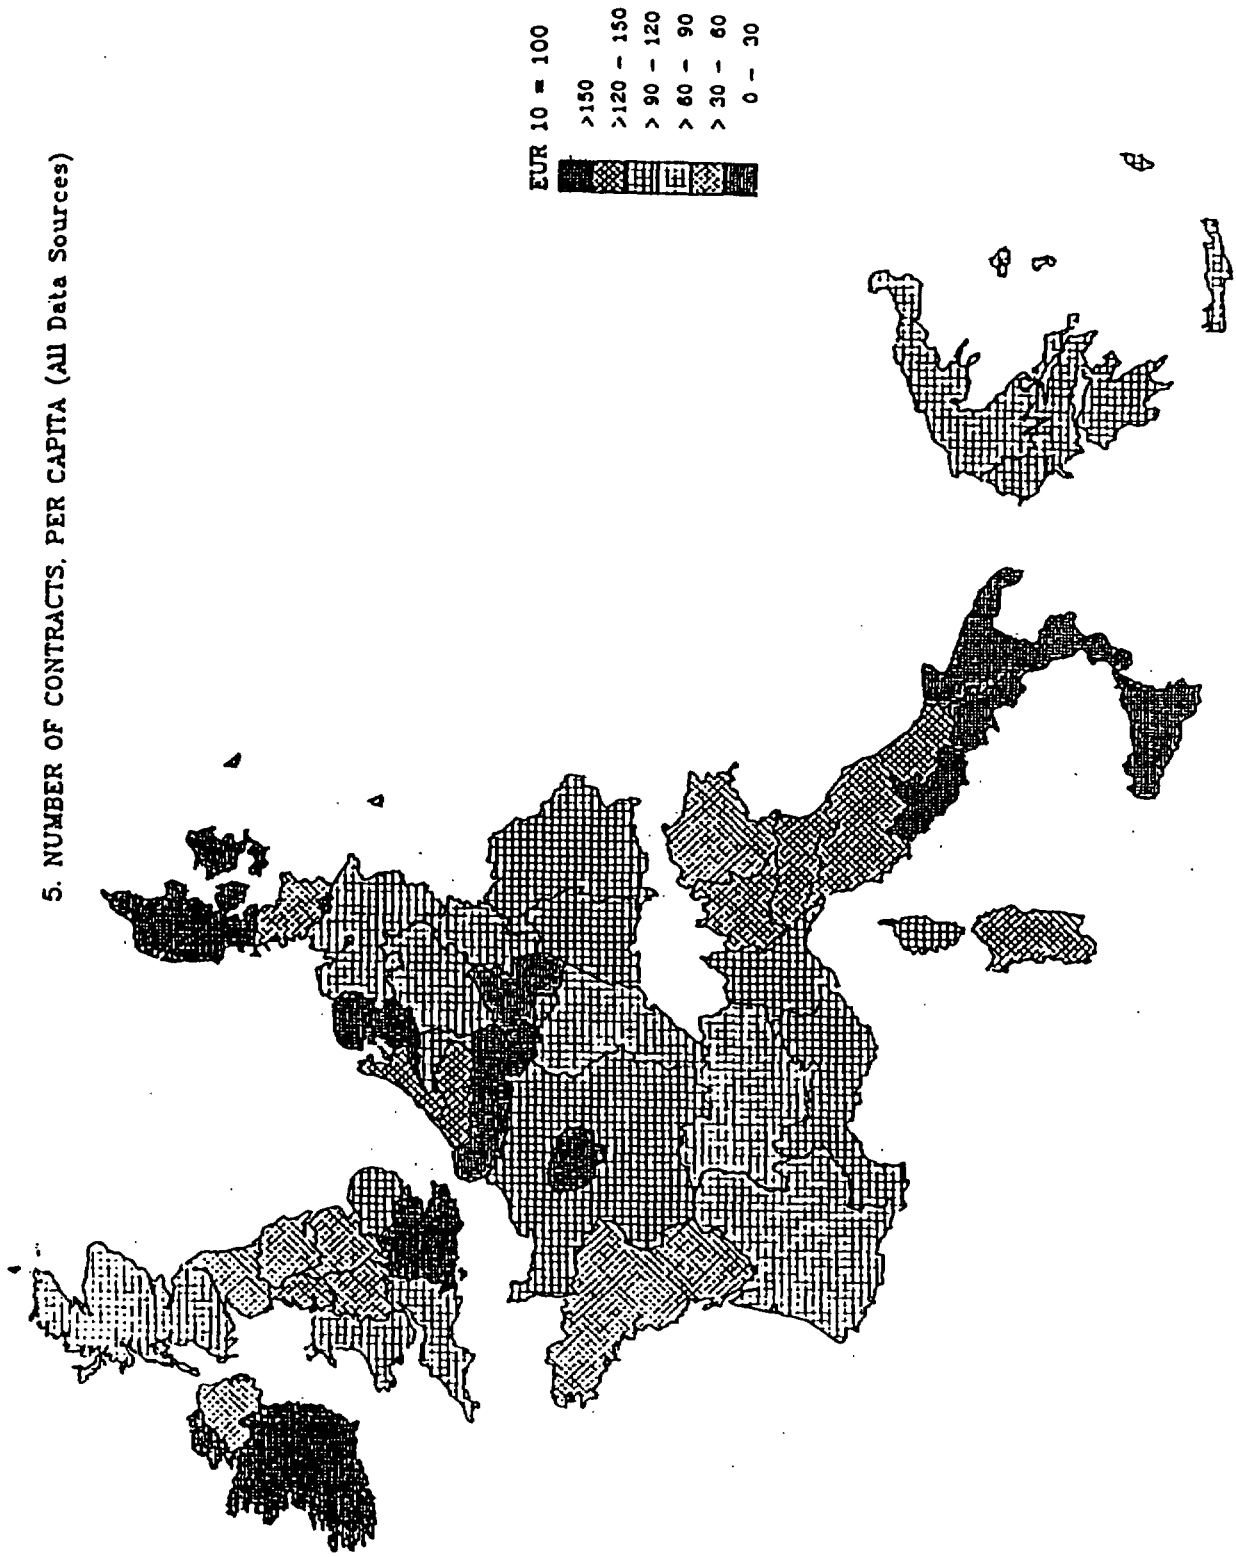 5. NUMBER OF CONTRACTS, PER CAPITA (All Data Sources)
EUR 10 = 100
>150
>120 - 150
> 90 - 120
> 60 - 90
> 30 - 60
0 - 30